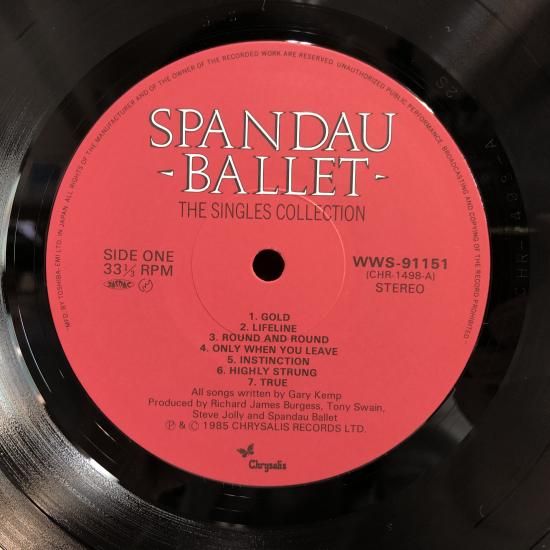 "MFG. BY TOSHIBA-EMI LTD. IN JAPAN. ALL RIGHTS OF THE MANUFACTURER AND OF THE OWNER OF THE RECORDED WORK ARE RESERVED. UNAUTHORIZED PUBLIC PERFORMANCE, BROADCASTING AND COPYING OF THE RECORD PROHIBITED."
SPANDAU
-BALLET-
THE SINGLES COLLECTION
SIDE ONE
33⅓ RPM
WWS-91151
(CHR-1498-A)
STEREO
1. GOLD
2. LIFELINE
3. ROUND AND ROUND
4. ONLY WHEN YOU LEAVE
5. INSTINCTION
6. HIGHLY STRUNG
7. TRUE
All songs written by Gary Kemp
Produced by Richard James Burgess, Tony Swain,
Steve Jolly and Spandau Ballet
Ⓟ & © 1985 CHRYSALIS RECORDS LTD.
Chrysalis